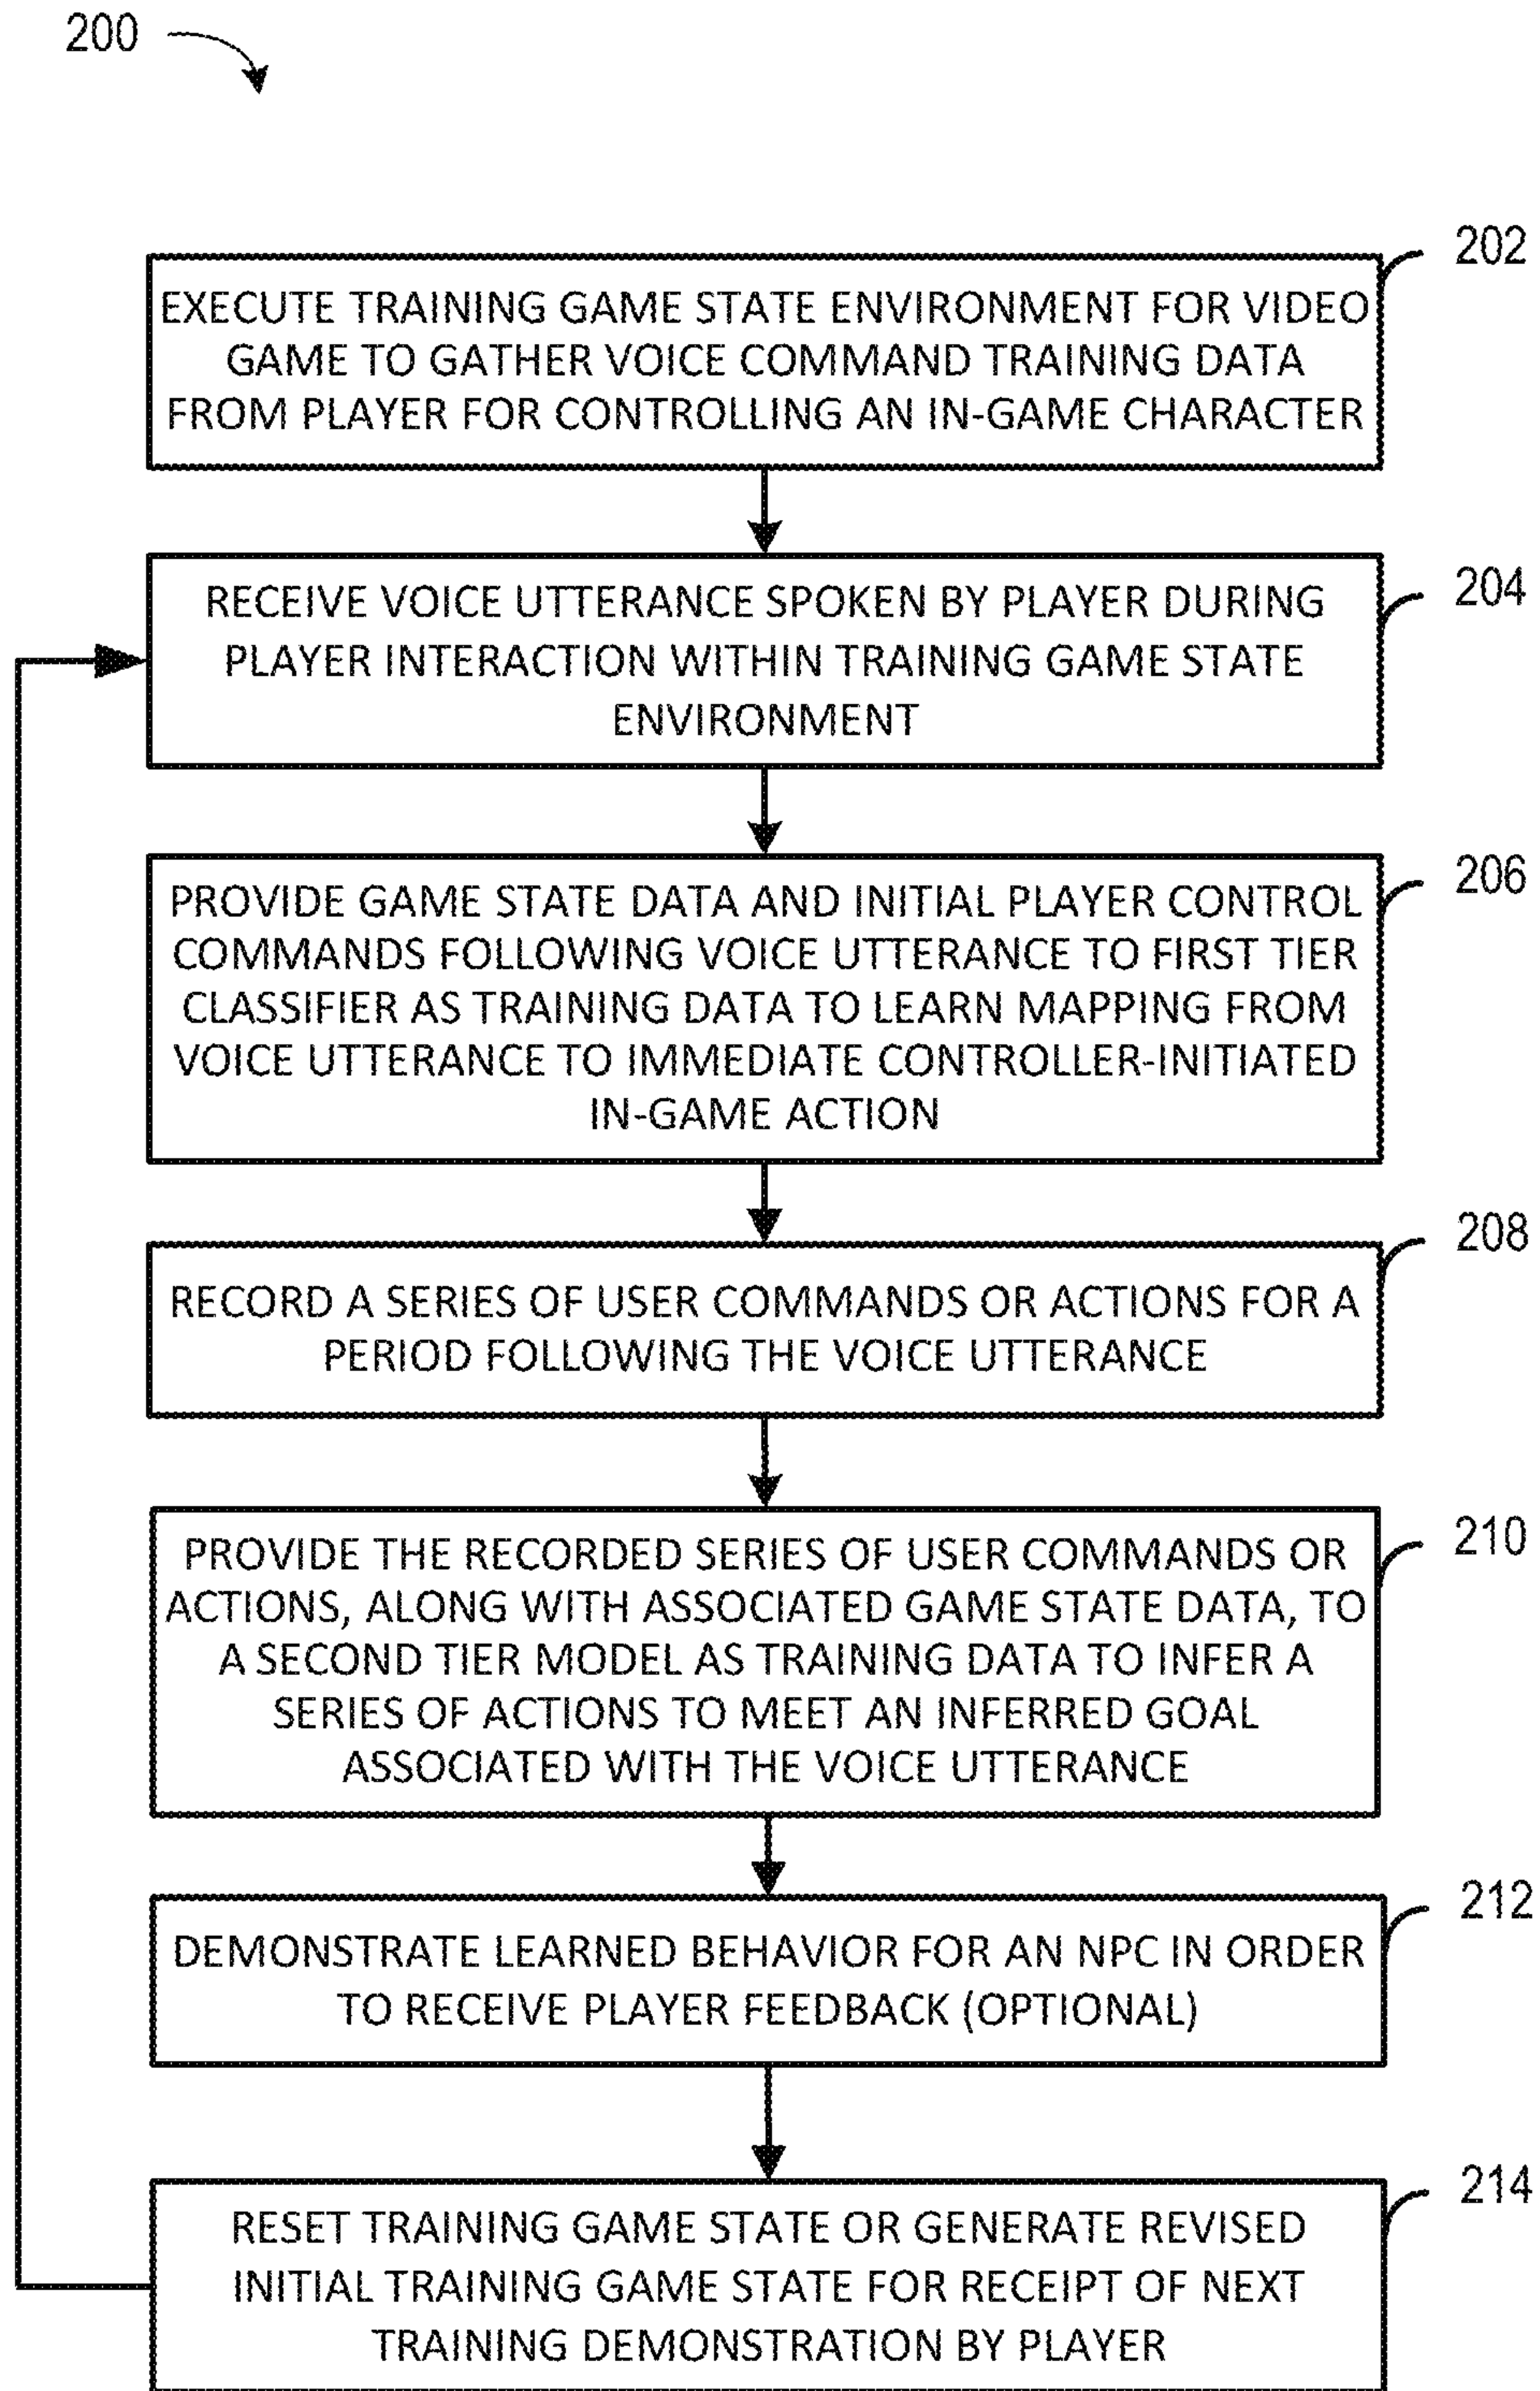 200
202
EXECUTE TRAINING GAME STATE ENVIRONMENT FOR VIDEO
GAME TO GATHER VOICE COMMAND TRAINING DATA
FROM PLAYER FOR CONTROLLING AN IN-GAME CHARACTER
204
RECEIVE VOICE UTTERANCE SPOKEN BY PLAYER DURING
PLAYER INTERACTION WITHIN TRAINING GAME STATE
ENVIRONMENT
206
PROVIDE GAME STATE DATA AND INITIAL PLAYER CONTROL
COMMANDS FOLLOWING VOICE UTTERANCE TO FIRST TIER
CLASSIFIER AS TRAINING DATA TO LEARN MAPPING FROM
VOICE UTTERANCE TO IMMEDIATE CONTROLLER-INITIATED
IN-GAME ACTION
208
RECORD A SERIES OF USER COMMANDS OR ACTIONS FOR A
PERIOD FOLLOWING THE VOICE UTTERANCE
210
PROVIDE THE RECORDED SERIES OF USER COMMANDS OR
ACTIONS, ALONG WITH ASSOCIATED GAME STATE DATA, TO
A SECOND TIER MODEL AS TRAINING DATA TO INFER A
SERIES OF ACTIONS TO MEET AN INFERRED GOAL
ASSOCIATED WITH THE VOICE UTTERANCE
212
DEMONSTRATE LEARNED BEHAVIOR FOR AN NPC IN ORDER
TO RECEIVE PLAYER FEEDBACK (OPTIONAL)
214
RESET TRAINING GAME STATE OR GENERATE REVISED
INITIAL TRAINING GAME STATE FOR RECEIPT OF NEXT
TRAINING DEMONSTRATION BY PLAYER